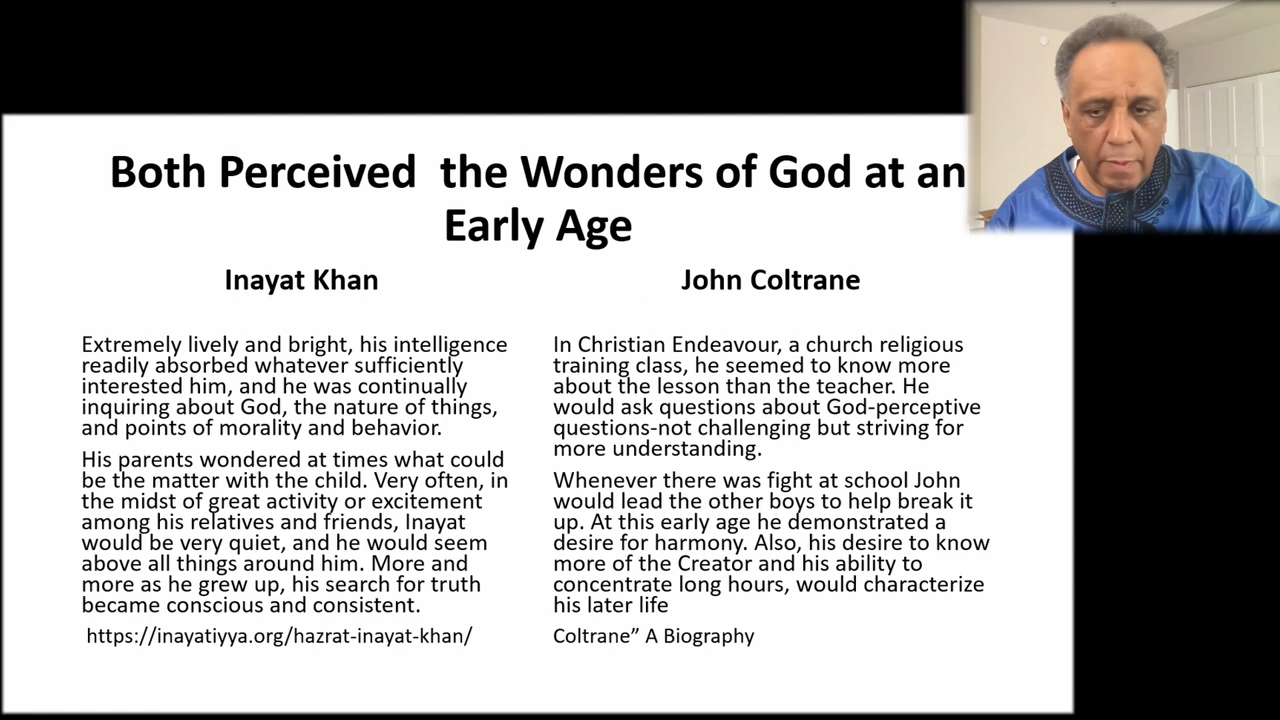 Both Perceived  the Wonders of God at an
Early Age
Inayat Khan
Extremely lively and bright, his intelligence
readily absorbed whatever sufficiently
interested him, and he was continually
inquiring about God, the nature of things,
and points of morality and behavior.
His parents wondered at times what could
be the matter with the child. Very often, in
the midst of great activity or excitement
among his relatives and friends, Inayat
would be very quiet, and he would seem
above all things around him. More and
more as he grew up, his search for truth
became conscious and consistent.
https://inayatiyya.org/hazrat-inayat-khan/
John Coltrane
In Christian Endeavour, a church religious
training class, he seemed to know more
about the lesson than the teacher. He
would ask questions about God-perceptive
questions-not challenging but striving for
more understanding.
Whenever there was fight at school John
would lead the other boys to help break it
up. At this early age he demonstrated a
desire for harmony. Also, his desire to know
more of the Creator and his ability to
concentrate long hours, would characterize
his later life
Coltrane” A Biography